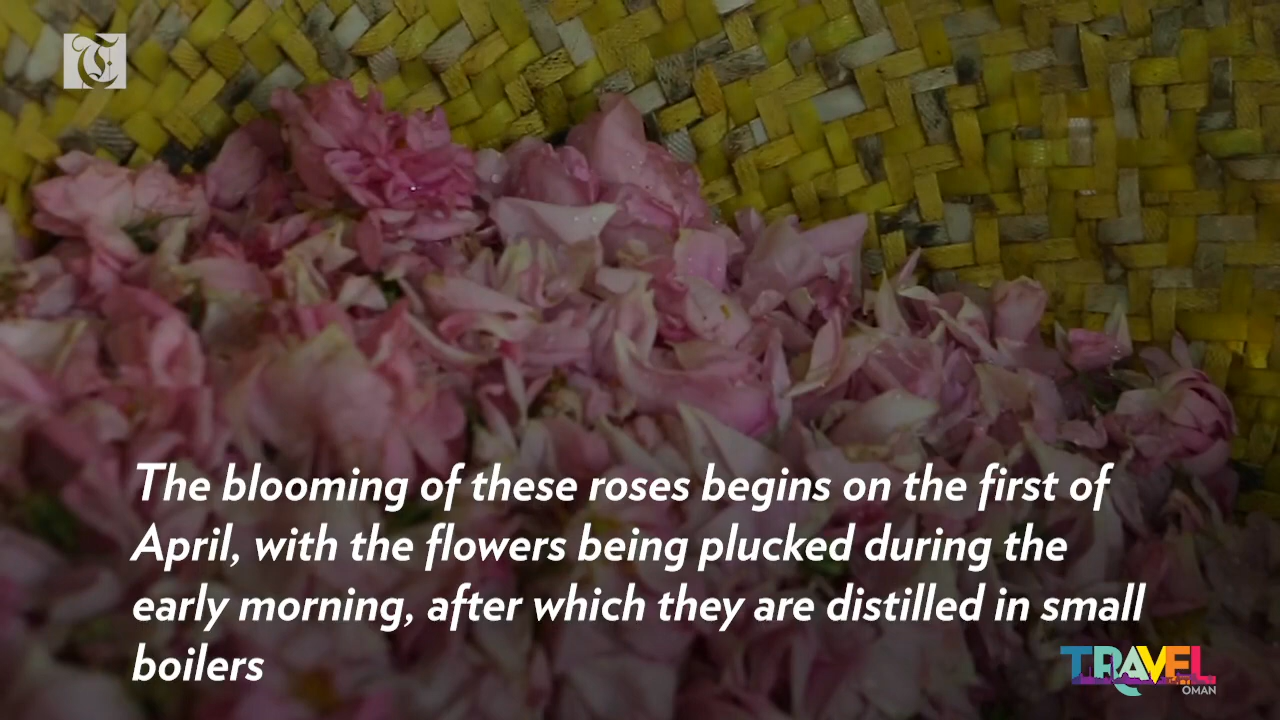 T
The blooming of these roses begins on the first of
April, with the flowers being plucked during the
early morning, after which they are distilled in small
boilers
TRAVEL
OMAN